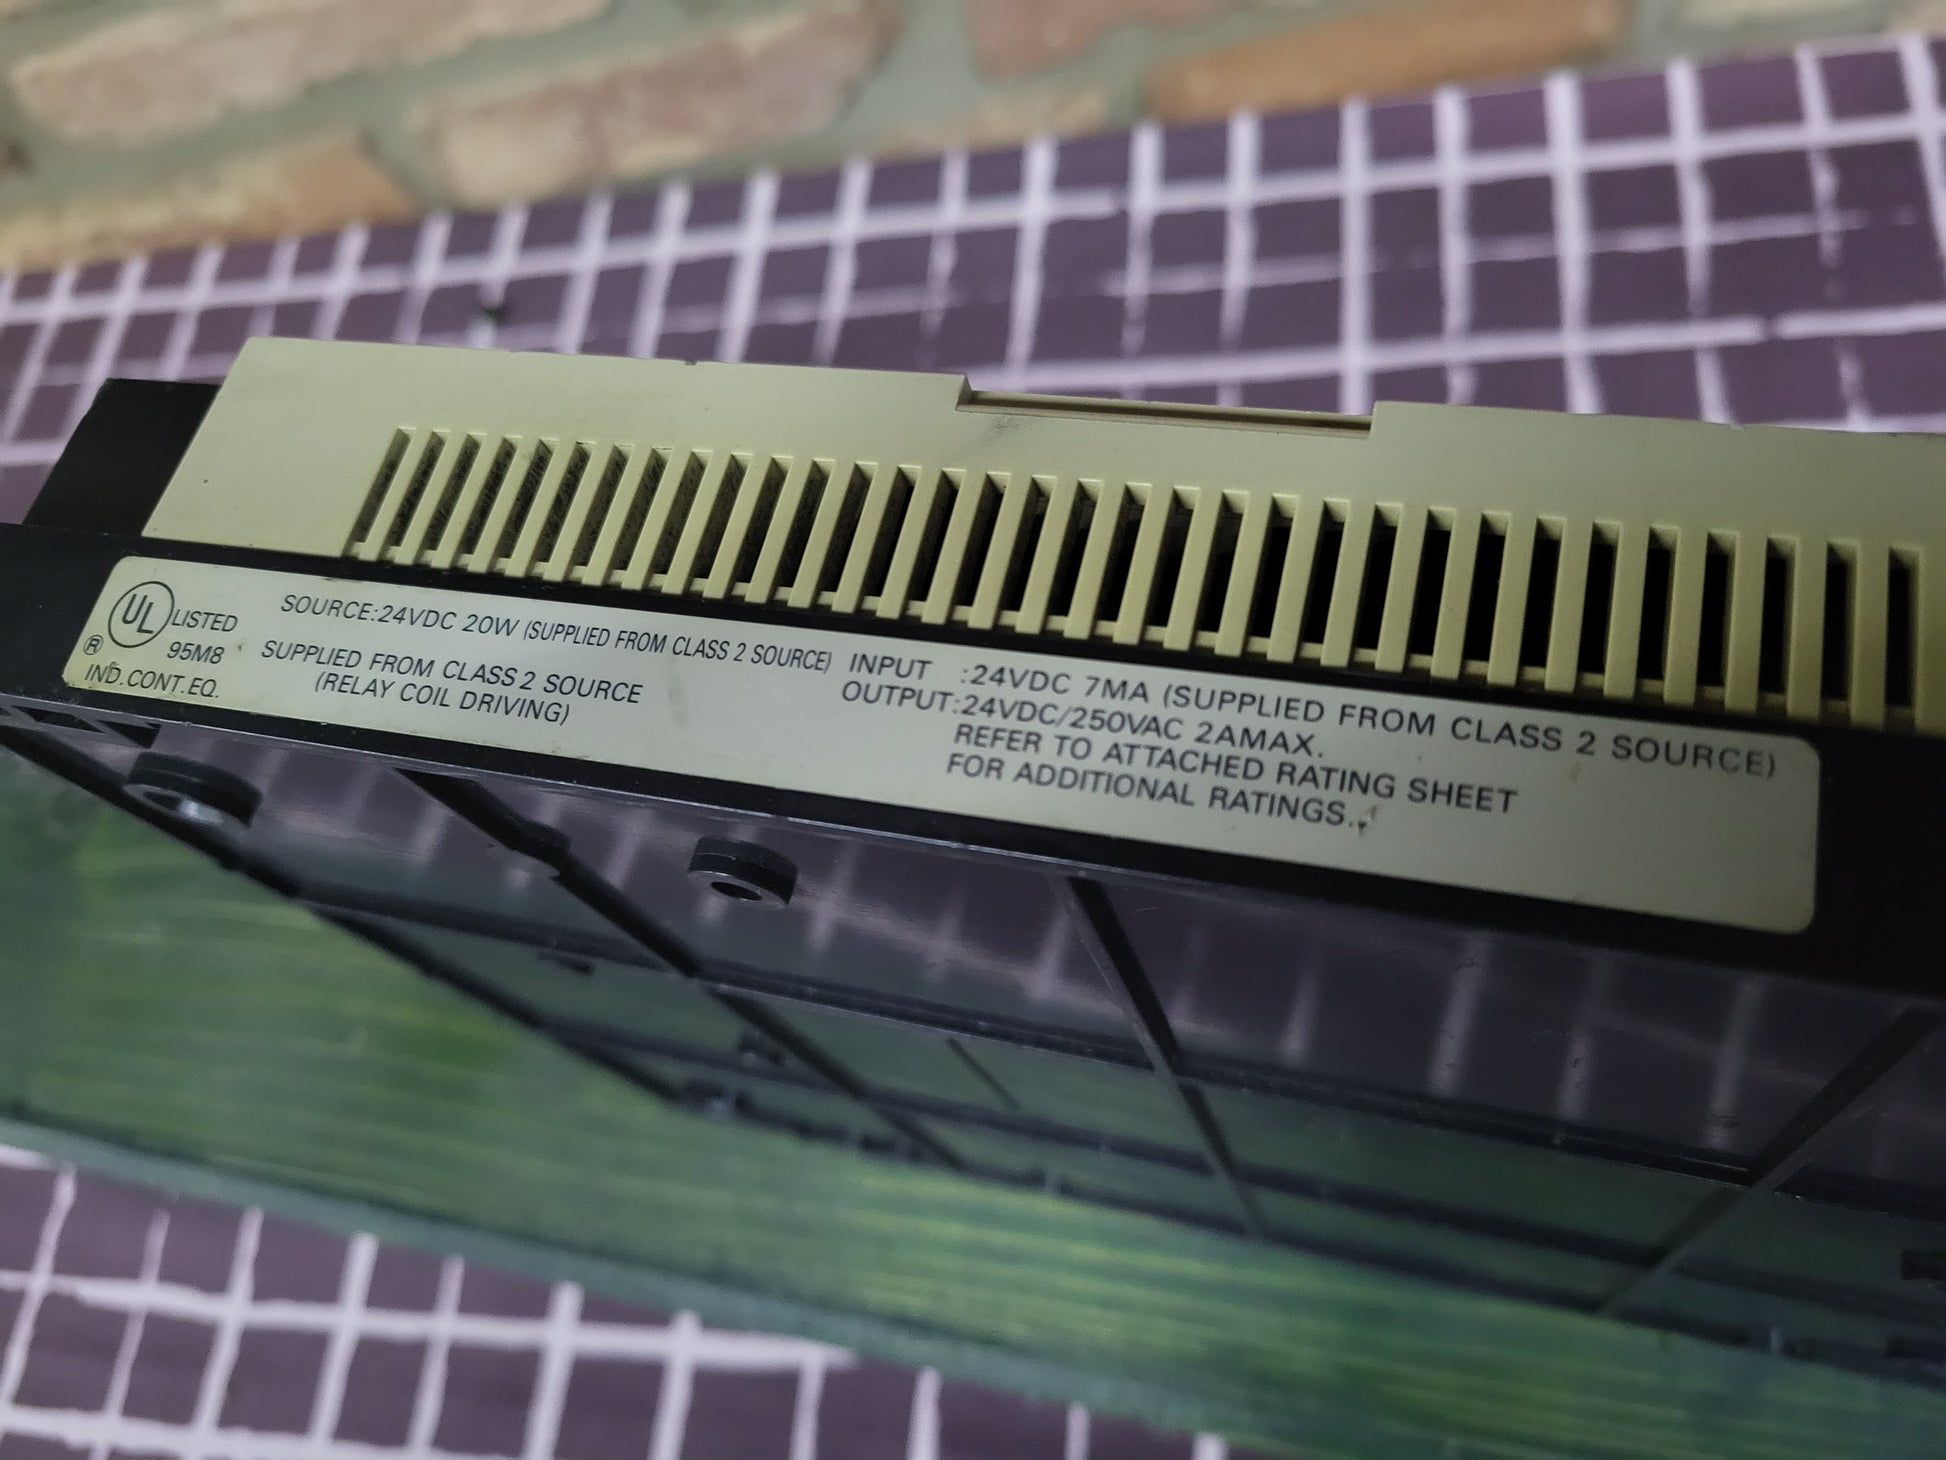 UL LISTED
95M8
®
IND.CONT.EQ.
SOURCE:24VDC 20W (SUPPLIED FROM CLASS 2 SOURCE)
SUPPLIED FROM CLASS 2 SOURCE
(RELAY COIL DRIVING)
INPUT :24VDC 7MA (SUPPLIED FROM CLASS 2 SOURCE)
OUTPUT:24VDC/250VAC 2AMAX.
REFER TO ATTACHED RATING SHEET
FOR ADDITIONAL RATINGS.